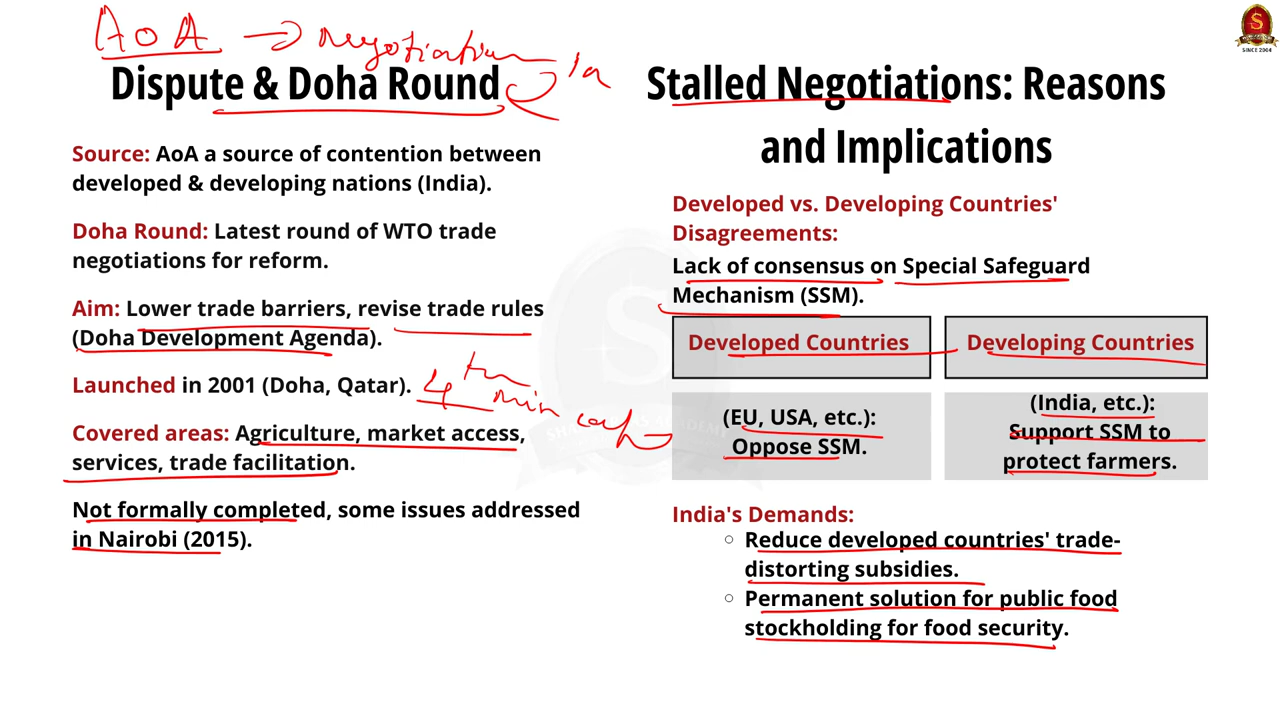 AoA → negotiation
Dispute & Doha Round
Source: AoA a source of contention between
developed & developing nations (India).
Doha Round: Latest round of WTO trade
negotiations for reform.
Aim: Lower trade barriers, revise trade rules
(Doha Development Agenda).
Launched in 2001 (Doha, Qatar).
4th
min conf
Covered areas: Agriculture, market access,
services, trade facilitation.
Not formally completed, some issues addressed
in Nairobi (2015).
Stalled Negotiations: Reasons
and Implications
Developed vs. Developing Countries'
Disagreements:
Lack of consensus on Special Safeguard
Mechanism (SSM).
Developed Countries
(EU, USA, etc.):
Oppose SSM.
Developing Countries
(India, etc.):
Support SSM to
protect farmers.
India's Demands:
Reduce developed countries' trade-
distorting subsidies.
Permanent solution for public food
stockholding for food security.
S
SINCE 2004